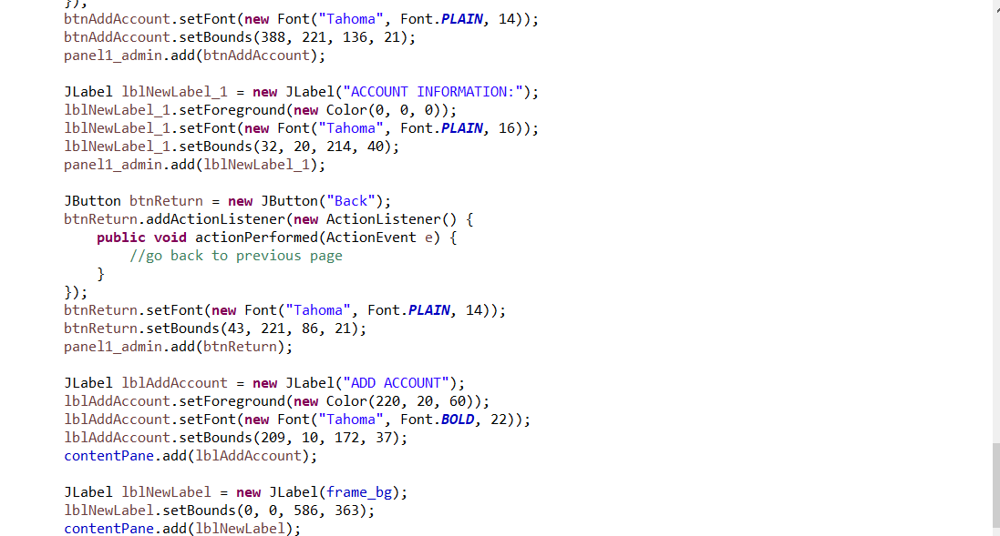 });
btnAddAccount.setFont(new Font("Tahoma", Font.PLAIN, 14));
btnAddAccount.setBounds(388, 221, 136, 21);
panel1_admin.add(btnAddAccount);
JLabel lblNewLabel_1 = new JLabel("ACCOUNT INFORMATION:");
lblNewLabel_1.setForeground(new Color(0, 0, 0));
lblNewLabel_1.setFont(new Font("Tahoma", Font.PLAIN, 16));
lblNewLabel_1.setBounds(32, 20, 214, 40);
panel1_admin.add(lblNewLabel_1);
JButton btnReturn = new JButton("Back");
btnReturn.addActionListener(new ActionListener() {
public void actionPerformed(ActionEvent e) {
//go back to previous page
}
});
btnReturn.setFont(new Font("Tahoma", Font.PLAIN, 14));
btnReturn.setBounds(43, 221, 86, 21);
panel1_admin.add(btnReturn);
JLabel lblAddAccount = new JLabel("ADD ACCOUNT");
lblAddAccount.setForeground(new Color(220, 20, 60));
lblAddAccount.setFont(new Font("Tahoma", Font.BOLD, 22));
lblAddAccount.setBounds(209, 10, 172, 37);
contentPane.add(lblAddAccount);
JLabel lblNewLabel = new JLabel(frame_bg);
lblNewLabel.setBounds(0, 0, 586, 363);
contentPane.add(lblNewLabel);